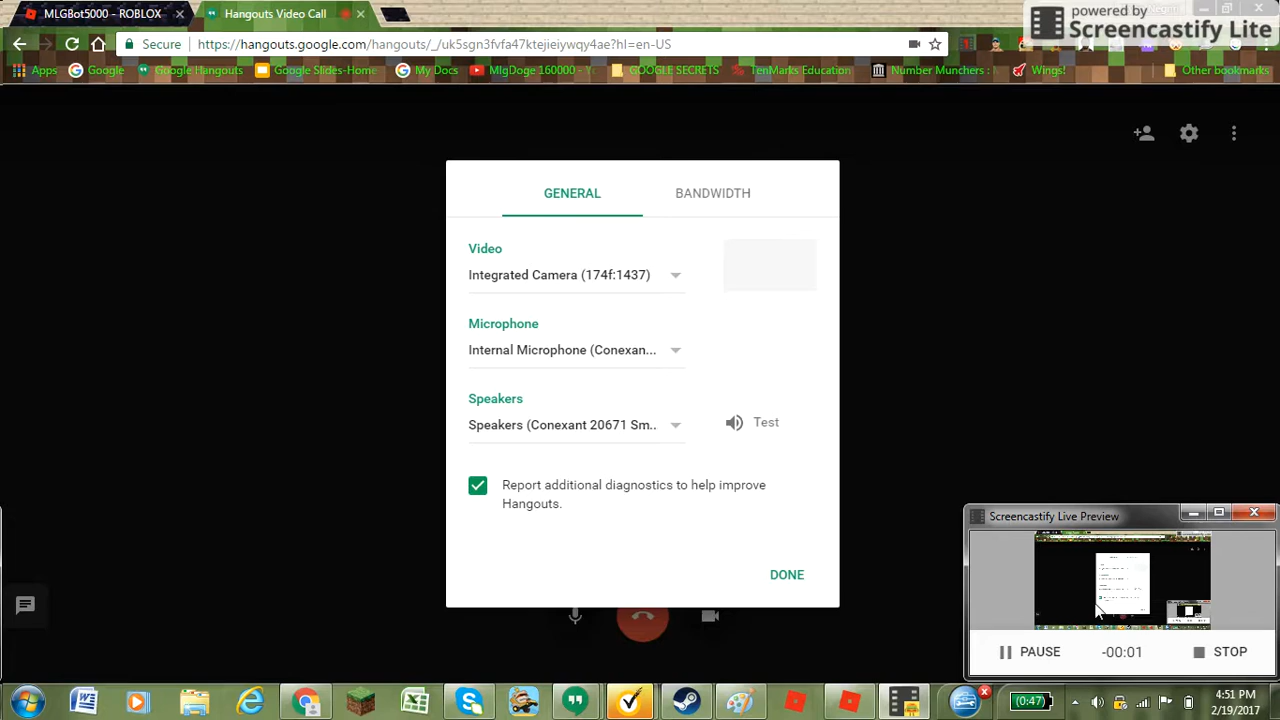 MLGBot5000 - ROBLOX
Hangouts Video Call
powered by
Screencastify Lite
Secure
https://hangouts.google.com/hangouts/_/uk5sgn3fvfa47ktejieiywqy4ae?hl=en-US
Apps
Google
Google Hangouts
Google Slides-Home
My Docs
MlgDoge 160000 - Yo
GOOGLE SECRETS
TenMarks Education
Number Munchers :
Wings!
Other bookmarks
GENERAL
BANDWIDTH
Video
Integrated Camera (174f:1437)
Microphone
Internal Microphone (Conexan...
Speakers
Speakers (Conexant 20671 Sm..
Test
Report additional diagnostics to help improve
Hangouts.
DONE
Screencastify Live Preview
PAUSE
-00:01
STOP
(0:47)
4:51 PM
2/19/2017